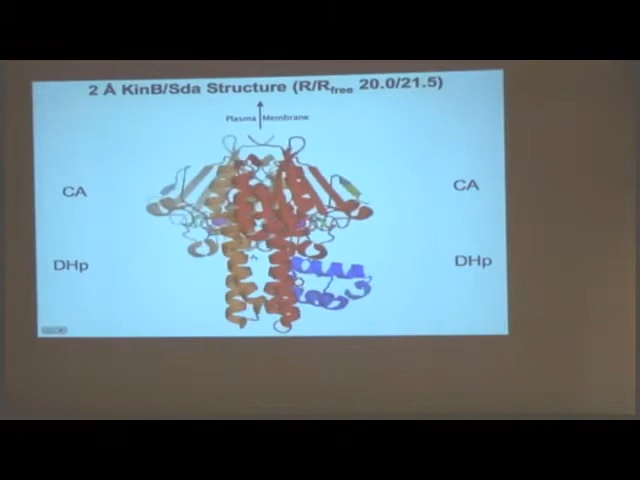 2 Å KinB/Sda Structure (R/Rfree 20.0/21.5)
Plasma Membrane
CA CA
DHp DHp